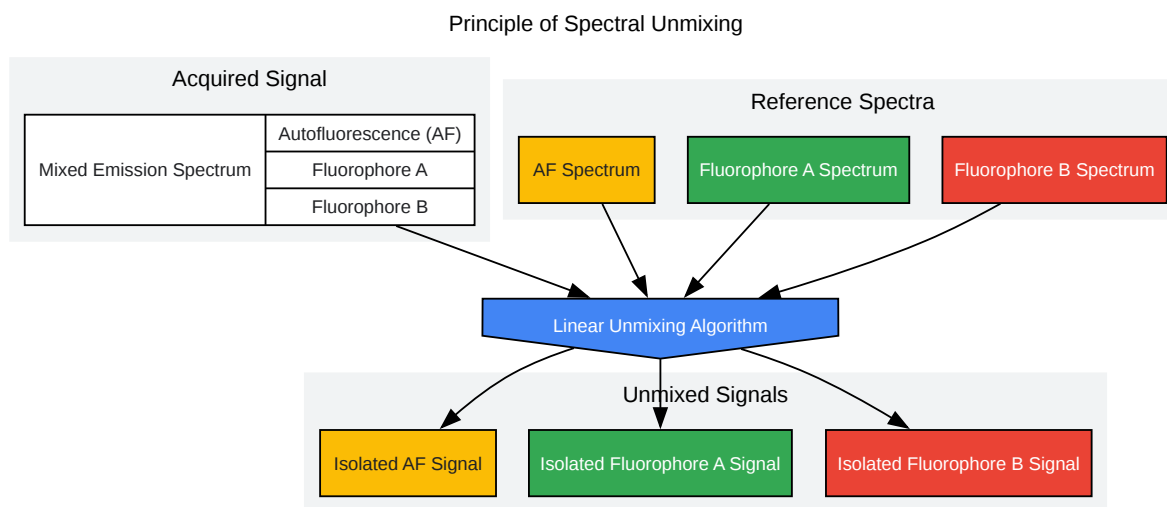 Principle of Spectral Unmixing
Acquired Signal
Mixed Emission Spectrum
Autofluorescence (AF)
Fluorophore A
Fluorophore B
Reference Spectra
AF Spectrum
Fluorophore A Spectrum
Fluorophore B Spectrum
Linear Unmixing Algorithm
Unmixed Signals
Isolated AF Signal
Isolated Fluorophore A Signal
Isolated Fluorophore B Signal